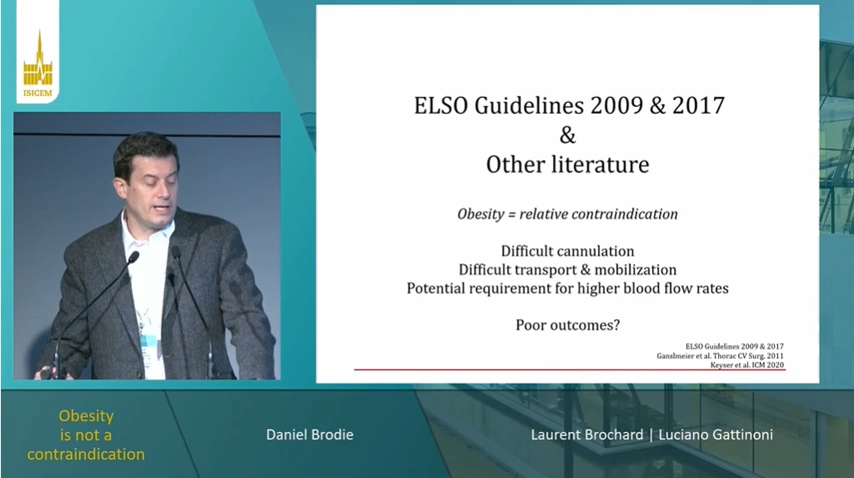 ISICEM
ELSO Guidelines 2009 & 2017
&
Other literature
Obesity = relative contraindication
Difficult cannulation
Difficult transport & mobilization
Potential requirement for higher blood flow rates
Poor outcomes?
ELSO Guidelines 2009 & 2017
Ganslmeier et al. Thorac CV Surg. 2011
Keyser et al. ICM 2020
Obesity
is not a
contraindication
Daniel Brodie
Laurent Brochard | Luciano Gattinoni